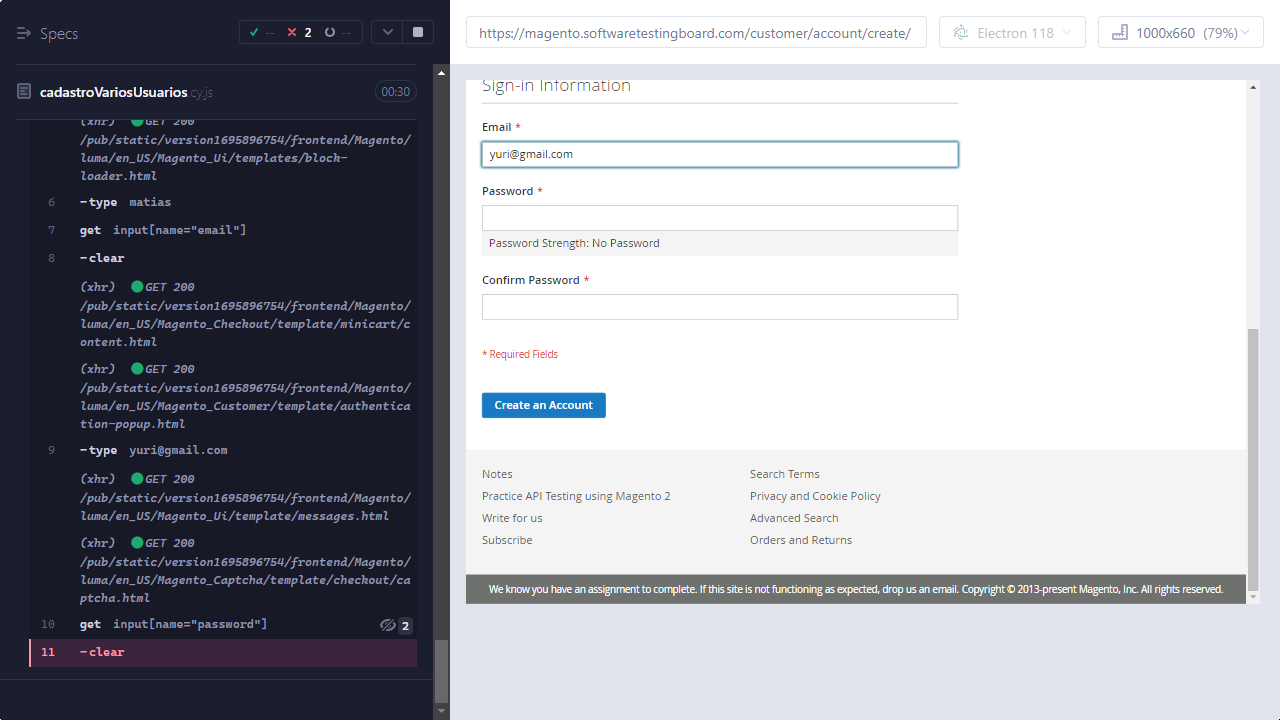 Specs
-- 2 --
cadastroVariosUsuarios.cy.js
00:30
(xhr) GET 200
/pub/static/version1695896754/frontend/Magento/
luma/en_US/Magento_Ui/templates/block-
loader.html
6 -type matias
7 get input[name="email"]
8 -clear
(xhr) GET 200
/pub/static/version1695896754/frontend/Magento/
luma/en_US/Magento_Checkout/template/minicart/c
ontent.html
(xhr) GET 200
/pub/static/version1695896754/frontend/Magento/
luma/en_US/Magento_Customer/template/authentica
tion-popup.html
9 -type yuri@gmail.com
(xhr) GET 200
/pub/static/version1695896754/frontend/Magento/
luma/en_US/Magento_Ui/template/messages.html
(xhr) GET 200
/pub/static/version1695896754/frontend/Magento/
luma/en_US/Magento_Captcha/template/checkout/ca
ptcha.html
10 get input[name="password"] 2
11 -clear
https://magento.softwaretestingboard.com/customer/account/create/
Electron 118
1000x660 (79%)
Sign-in Information
Email *
yuri@gmail.com
Password *
Password Strength: No Password
Confirm Password *
* Required Fields
Create an Account
Notes
Practice API Testing using Magento 2
Write for us
Subscribe
Search Terms
Privacy and Cookie Policy
Advanced Search
Orders and Returns
We know you have an assignment to complete. If this site is not functioning as expected, drop us an email. Copyright © 2013-present Magento, Inc. All rights reserved.